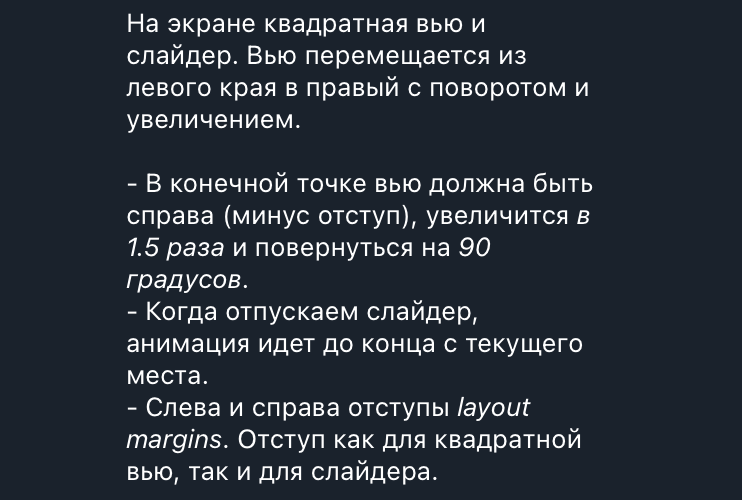 На экране квадратная вью и
слайдер. Вью перемещается из
левого края в правый с поворотом и
увеличением.
- В конечной точке вью должна быть
справа (минус отступ), увеличится в
1.5 раза и повернуться на 90
градусов.
- Когда отпускаем слайдер,
анимация идет до конца с текущего
места.
- Слева и справа отступы layout
margins. Отступ как для квадратной
вью, так и для слайдера.